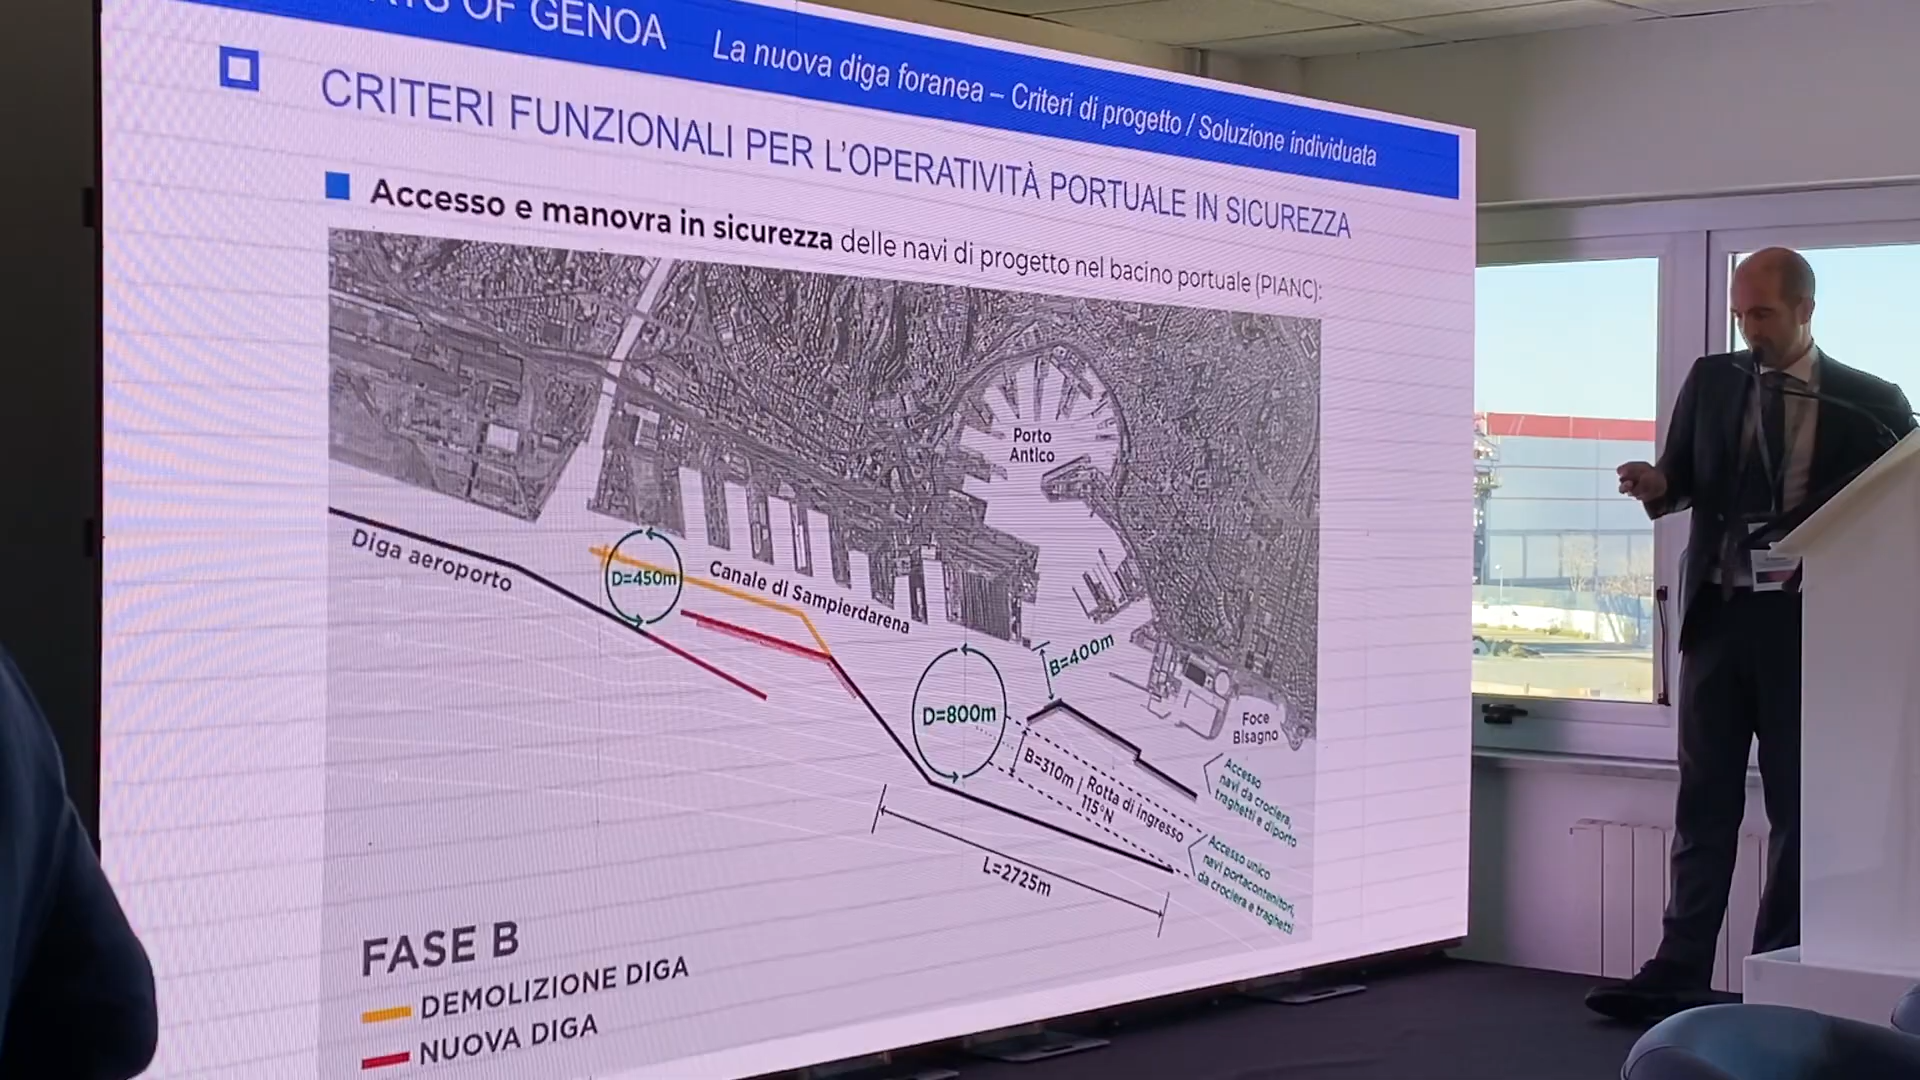 OF GENOA
La nuova diga foranea – Criteri di progetto / Soluzione individuata
CRITERI FUNZIONALI PER L'OPERATIVITÀ PORTUALE IN SICUREZZA
Accesso e manovra in sicurezza delle navi di progetto nel bacino portuale (PIANC):
Porto
Antico
Diga aeroporto
D=450m
Canale di Sampierdarena
B=400m
D=800m
Foce
Bisagno
B=310m | Rotta di ingresso
115°N
Accesso
navi da crociera,
traghetti e diporto
Accesso unico
navi portacontenitori,
da crociera e traghetti
L=2725m
FASE B
DEMOLIZIONE DIGA
NUOVA DIGA